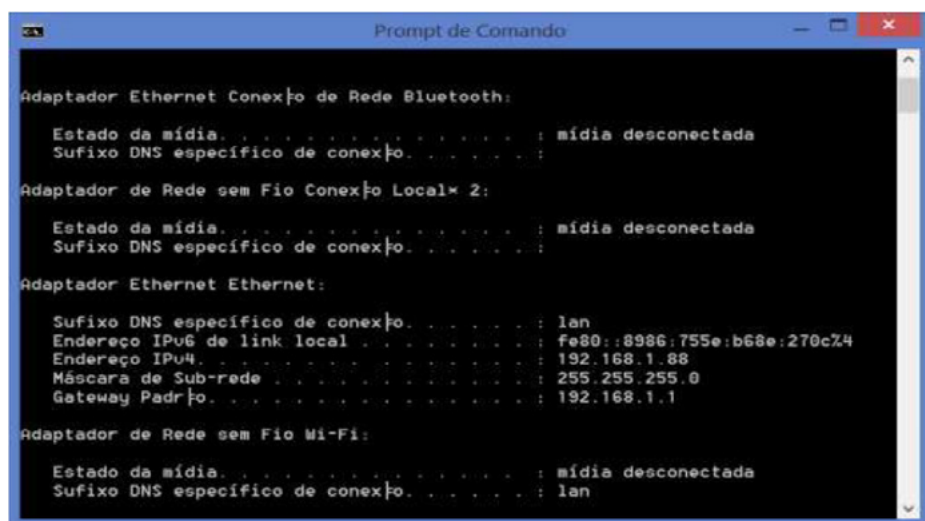 Prompt de Comando
Adaptador Ethernet Conex├o de Rede Bluetooth:
Estado da mídia. . . . . . . . . . . . . . : mídia desconectada
Sufixo DNS específico de conex├o. . . . . . :
Adaptador de Rede sem Fio Conex├o Local* 2:
Estado da mídia. . . . . . . . . . . . . . : mídia desconectada
Sufixo DNS específico de conex├o. . . . . . :
Adaptador Ethernet Ethernet:
Sufixo DNS específico de conex├o. . . . . . : lan
Endereço IPv6 de link local . . . . . . . . : fe80::8986:755e:b68e:270c%4
Endereço IPv4. . . . . . . . . . . . . . . : 192.168.1.88
Máscara de Sub-rede . . . . . . . . . . . . : 255.255.255.0
Gateway Padr├o. . . . . . . . . . . . . . . : 192.168.1.1
Adaptador de Rede sem Fio Wi-Fi:
Estado da mídia. . . . . . . . . . . . . . : mídia desconectada
Sufixo DNS específico de conex├o. . . . . . : lan